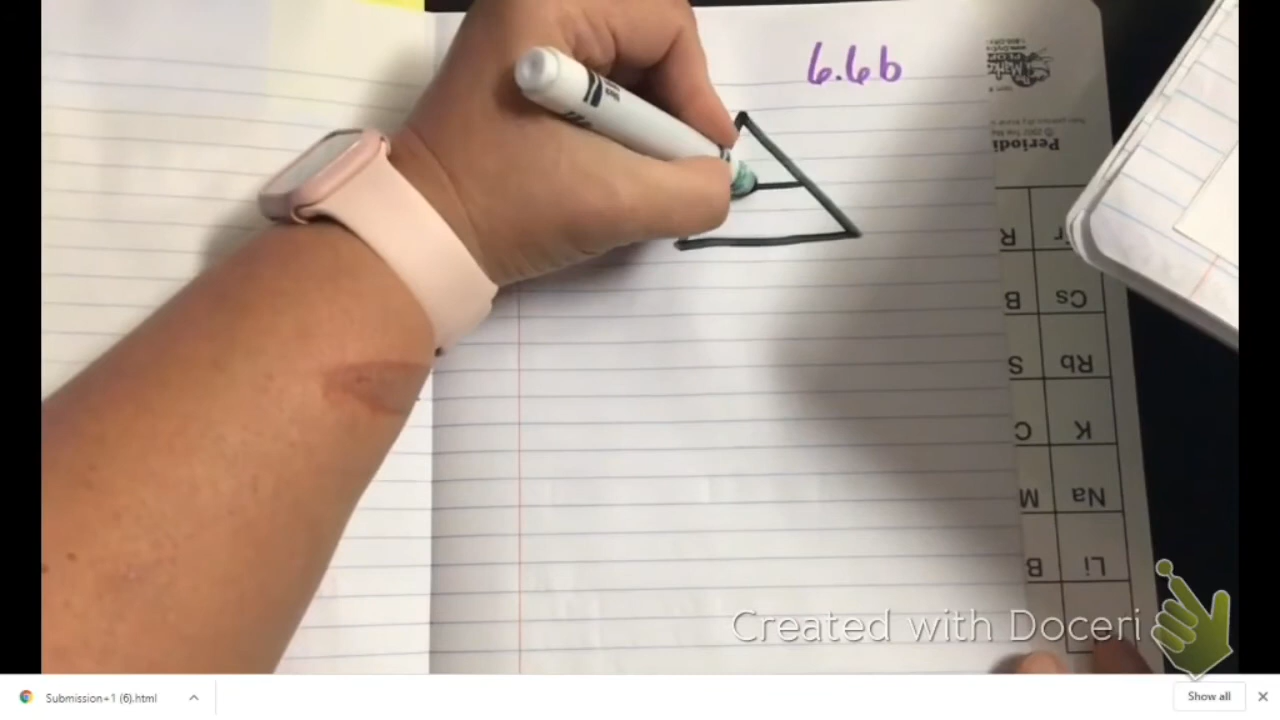 6.6b
Periodi
R
B Cs
S Rb
C K
M Na
B Li
Created with Doceri
Submission+1 (6).html
Show all